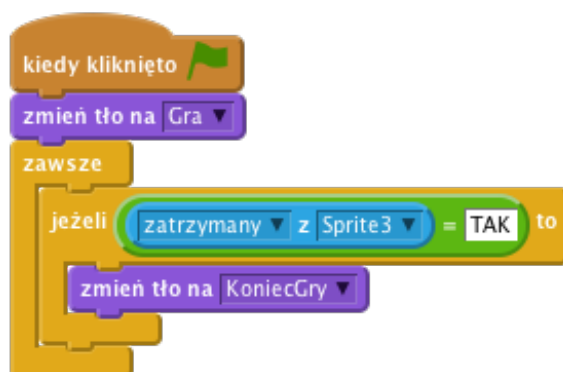 kiedy kliknięto
zmień tło na Gra
zawsze
jeżeli zatrzymany z Sprite3 = TAK to
zmień tło na KoniecGry